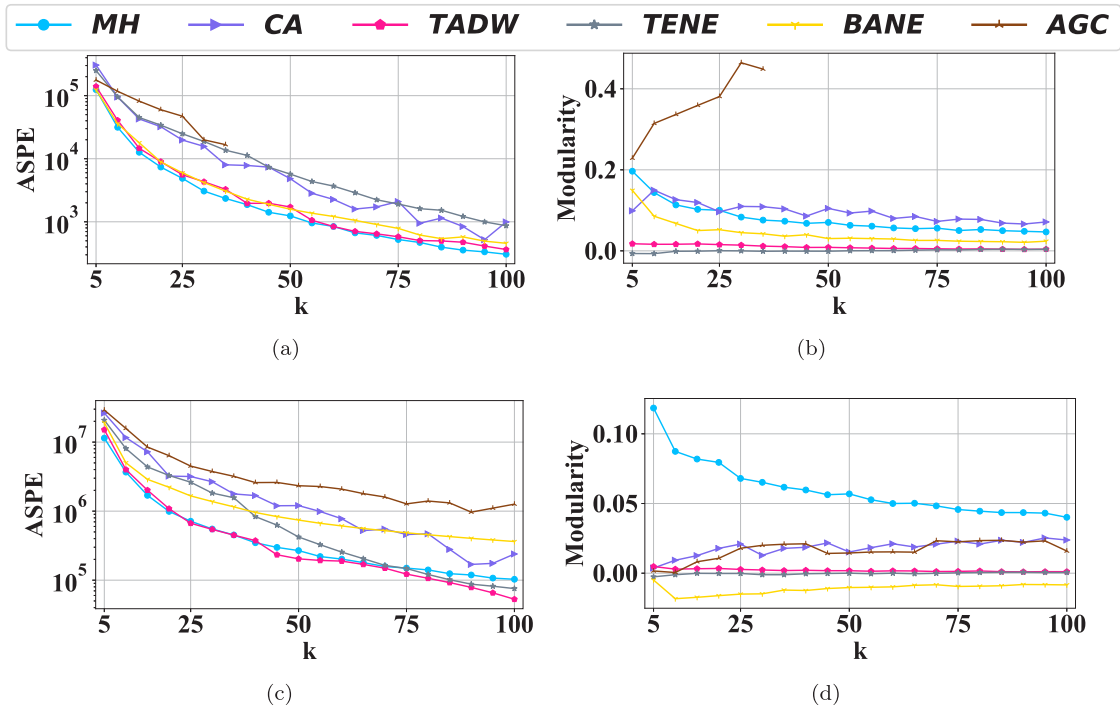 MH CA TADW TENE BANE AGC
ASPE
10^5
10^4
10^3
5 25 50 75 100
k
(a)
Modularity
0.4
0.2
0.0
5 25 50 75 100
k
(b)
ASPE
10^7
10^6
10^5
5 25 50 75 100
k
(c)
Modularity
0.10
0.05
0.00
5 25 50 75 100
k
(d)